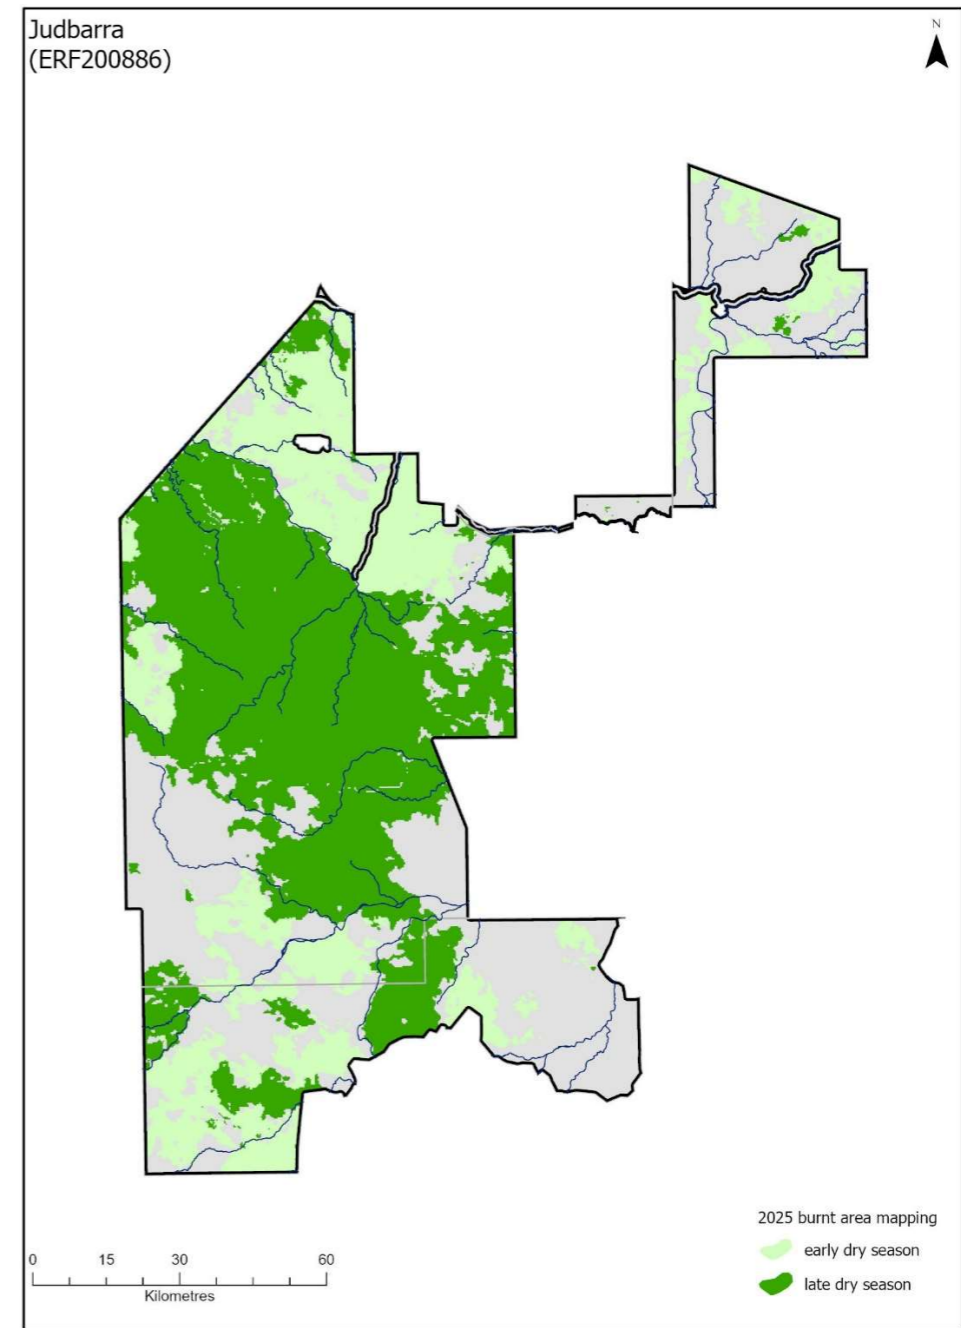 Judbarra
(ERF200886)
N
2025 burnt area mapping
early dry season
late dry season
0 15 30 60
Kilometres